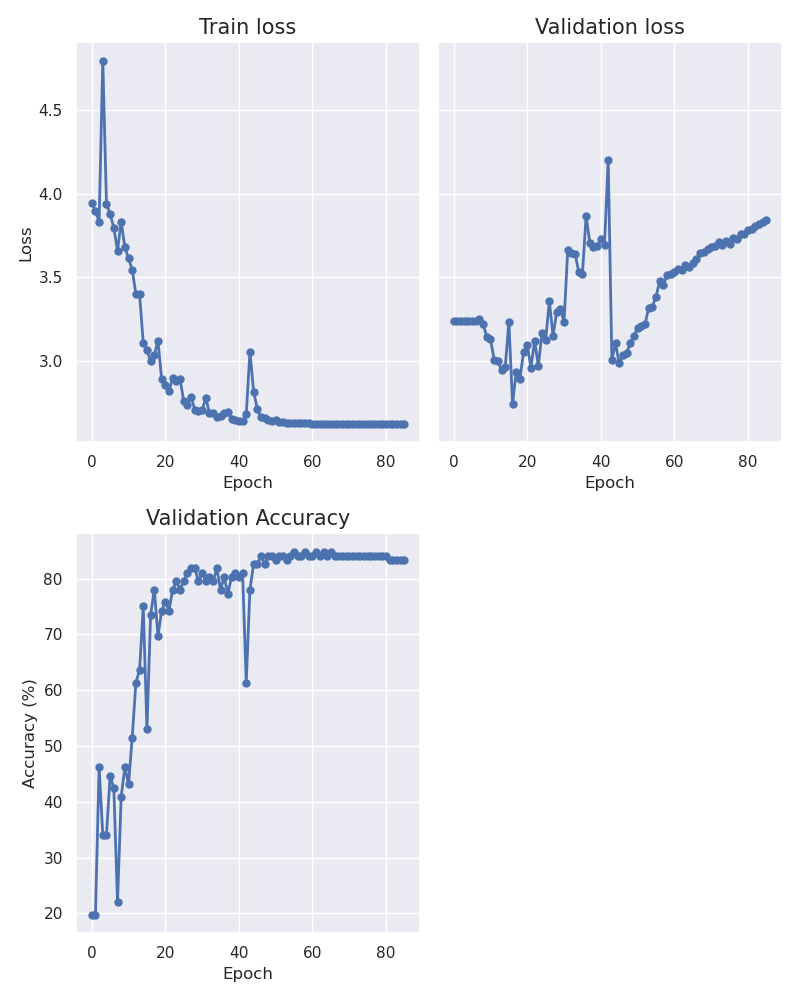 Train loss
Validation loss
4.5
4.0
3.5
3.0
Loss
0 20 40 60 80
0 20 40 60 80
Epoch
Epoch
Validation Accuracy
80
70
60
50
40
30
20
Accuracy (%)
0 20 40 60 80
Epoch